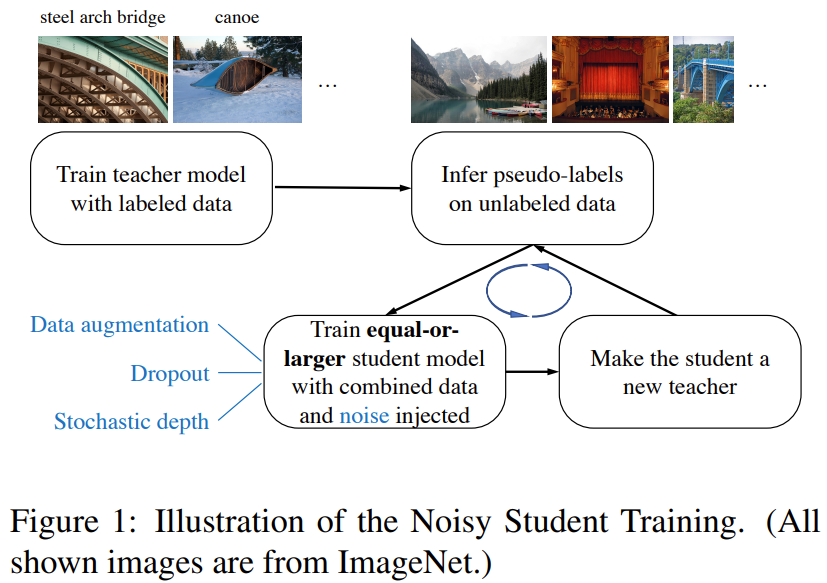 steel arch bridge
canoe
...
...
Train teacher model
with labeled data
Infer pseudo-labels
on unlabeled data
Data augmentation
Dropout
Stochastic depth
Train equal-or-
larger student model
with combined data
and noise injected
Make the student a
new teacher
Figure 1: Illustration of the Noisy Student Training. (All
shown images are from ImageNet.)